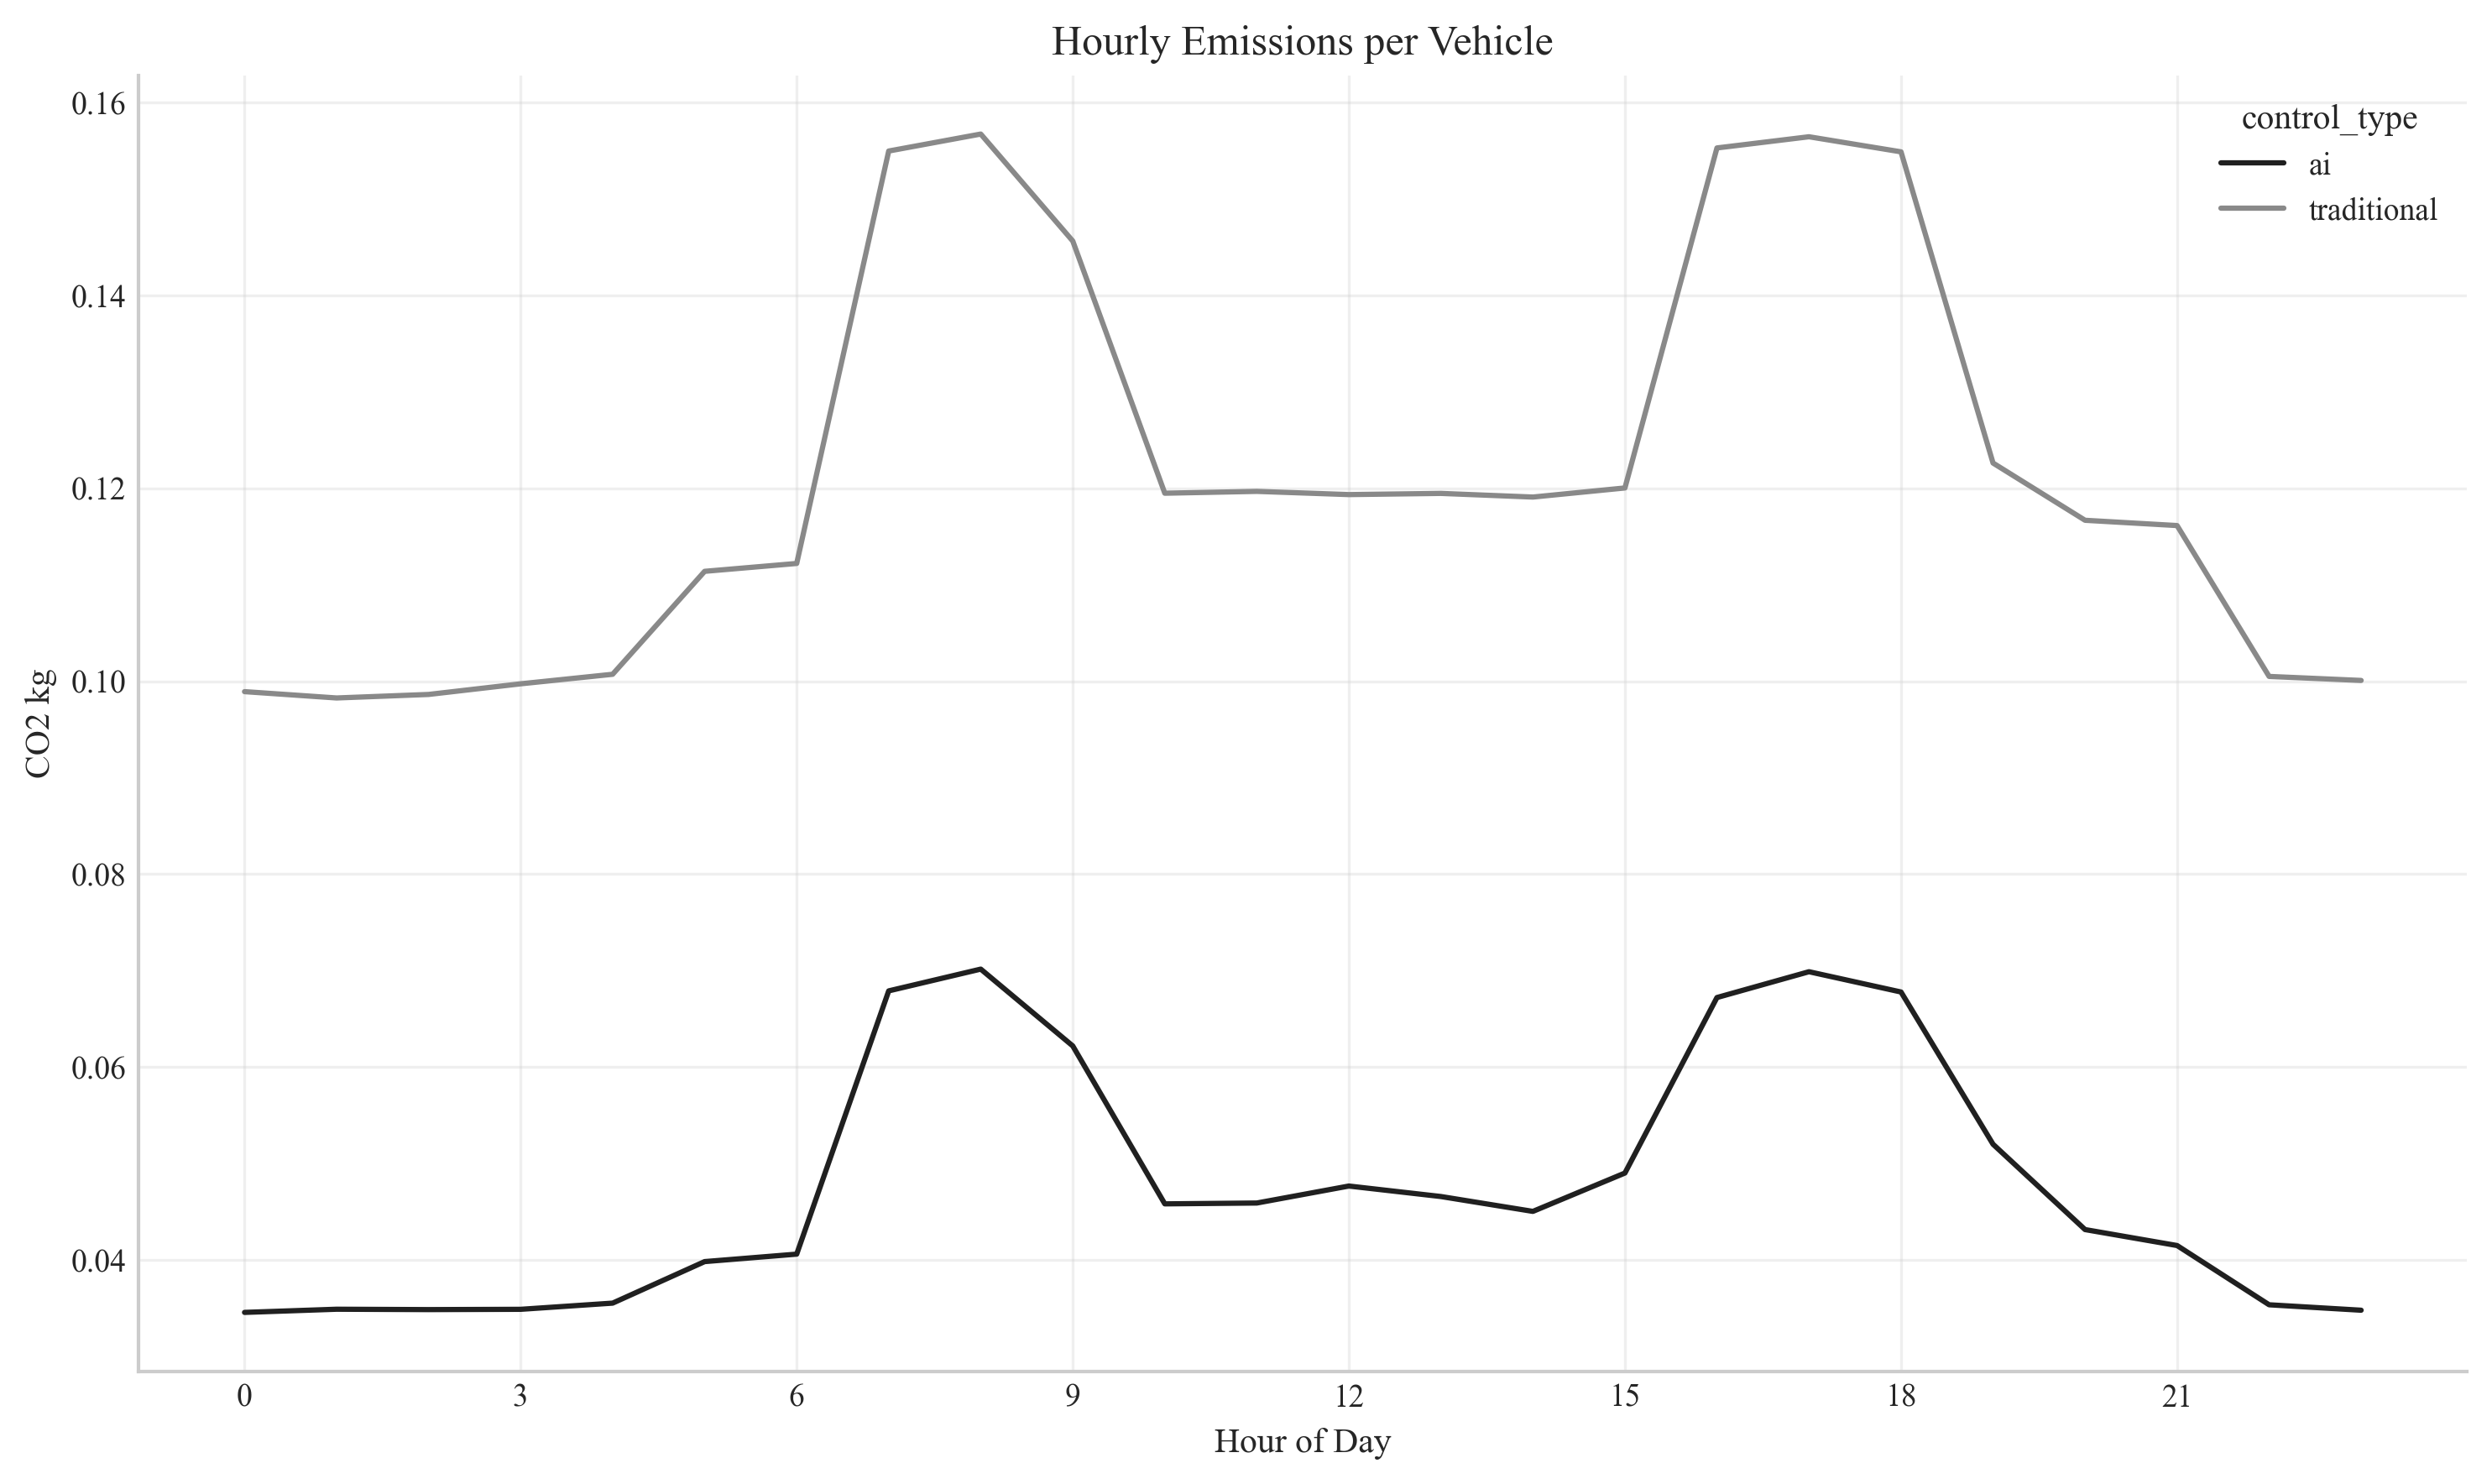 Hourly Emissions per Vehicle
control_type
ai
traditional
CO2 kg
0.16
0.14
0.12
0.10
0.08
0.06
0.04
0 3 6 9 12 15 18 21
Hour of Day